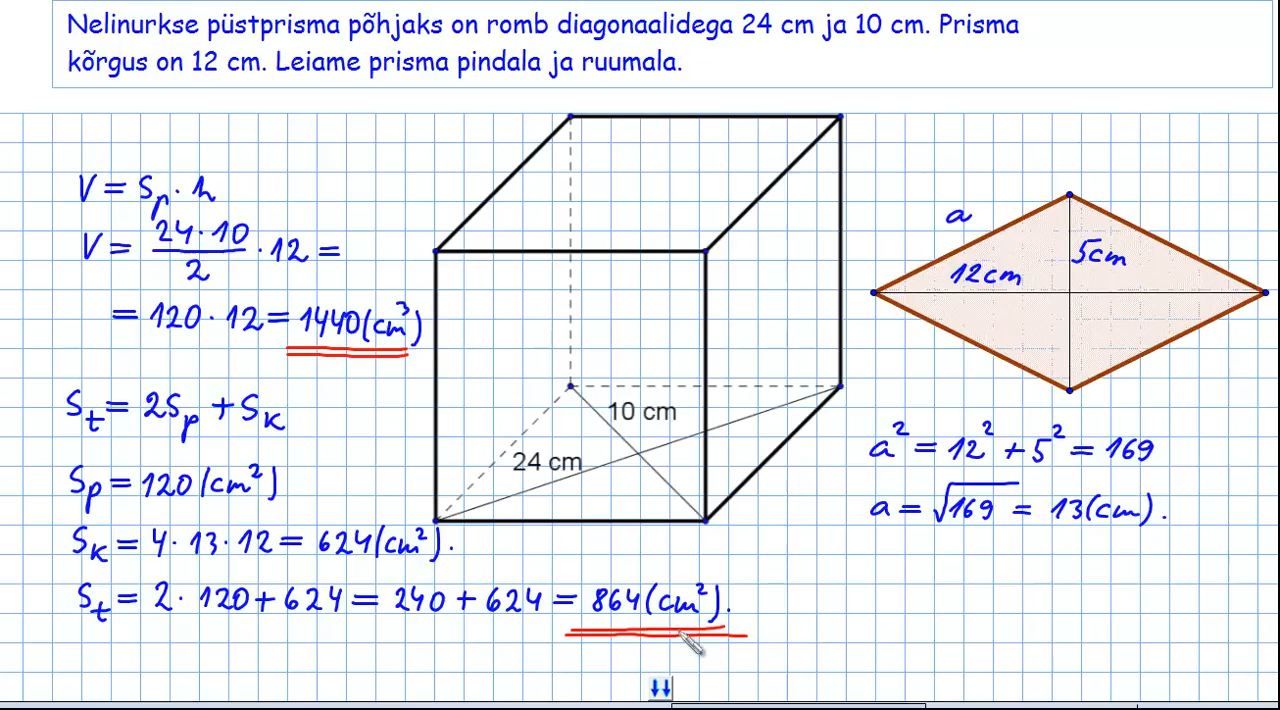 Nelinurkse püstprisma põhjaks on romb diagonaalidega 24 cm ja 10 cm. Prisma
kõrgus on 12 cm. Leiame prisma pindala ja ruumala.
V = Sp · h
V = 24 · 10 / 2 · 12 =
= 120 · 12 = 1440 (cm³)
St = 2Sp + Sk
Sp = 120 (cm²)
Sk = 4 · 13 · 12 = 624 (cm²).
St = 2 · 120 + 624 = 240 + 624 = 864 (cm²).
10 cm
24 cm
a
5cm
12cm
a² = 12² + 5² = 169
a = √169 = 13 (cm).